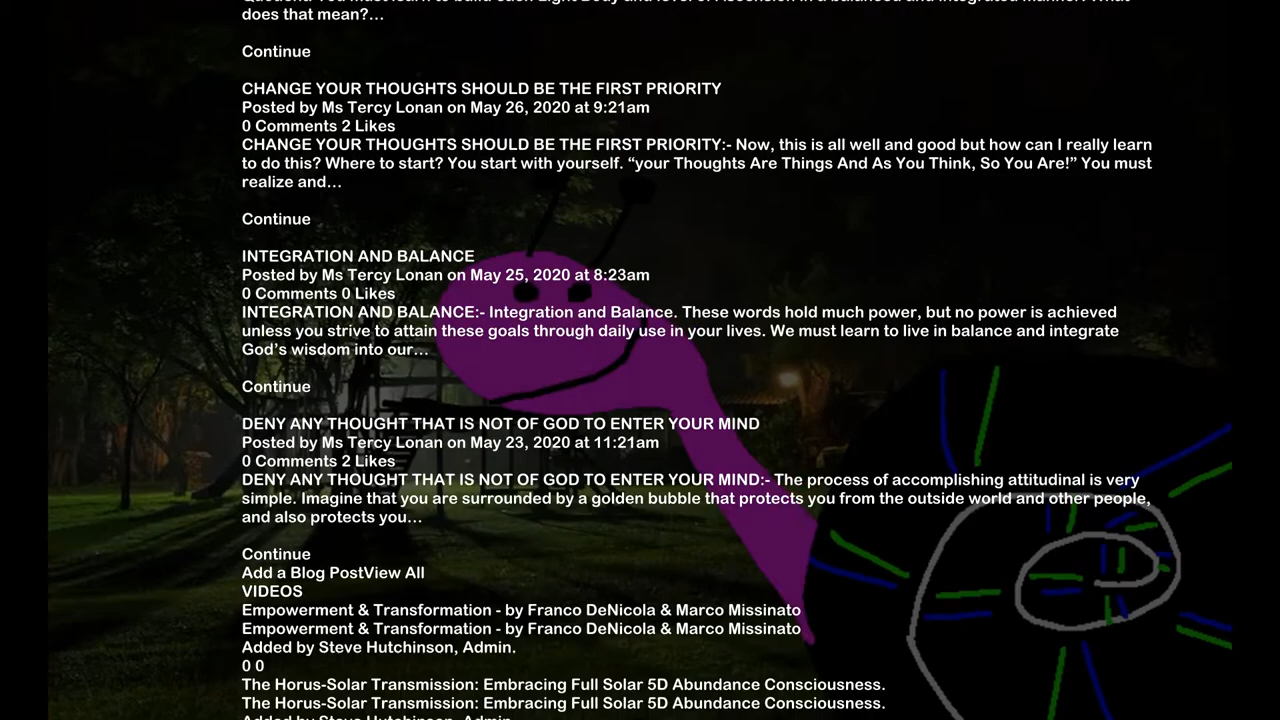 does that mean?…
Continue
CHANGE YOUR THOUGHTS SHOULD BE THE FIRST PRIORITY
Posted by Ms Tercy Lonan on May 26, 2020 at 9:21am
0 Comments 2 Likes
CHANGE YOUR THOUGHTS SHOULD BE THE FIRST PRIORITY:- Now, this is all well and good but how can I really learn
to do this? Where to start? You start with yourself. “your Thoughts Are Things And As You Think, So You Are!” You must
realize and…
Continue
INTEGRATION AND BALANCE
Posted by Ms Tercy Lonan on May 25, 2020 at 8:23am
0 Comments 0 Likes
INTEGRATION AND BALANCE:- Integration and Balance. These words hold much power, but no power is achieved
unless you strive to attain these goals through daily use in your lives. We must learn to live in balance and integrate
God’s wisdom into our…
Continue
DENY ANY THOUGHT THAT IS NOT OF GOD TO ENTER YOUR MIND
Posted by Ms Tercy Lonan on May 23, 2020 at 11:21am
0 Comments 2 Likes
DENY ANY THOUGHT THAT IS NOT OF GOD TO ENTER YOUR MIND:- The process of accomplishing attitudinal is very
simple. Imagine that you are surrounded by a golden bubble that protects you from the outside world and other people,
and also protects you…
Continue
Add a Blog PostView All
VIDEOS
Empowerment & Transformation - by Franco DeNicola & Marco Missinato
Empowerment & Transformation - by Franco DeNicola & Marco Missinato
Added by Steve Hutchinson, Admin.
0 0
The Horus-Solar Transmission: Embracing Full Solar 5D Abundance Consciousness.
The Horus-Solar Transmission: Embracing Full Solar 5D Abundance Consciousness.
Added by Steve Hutchinson, Admin.